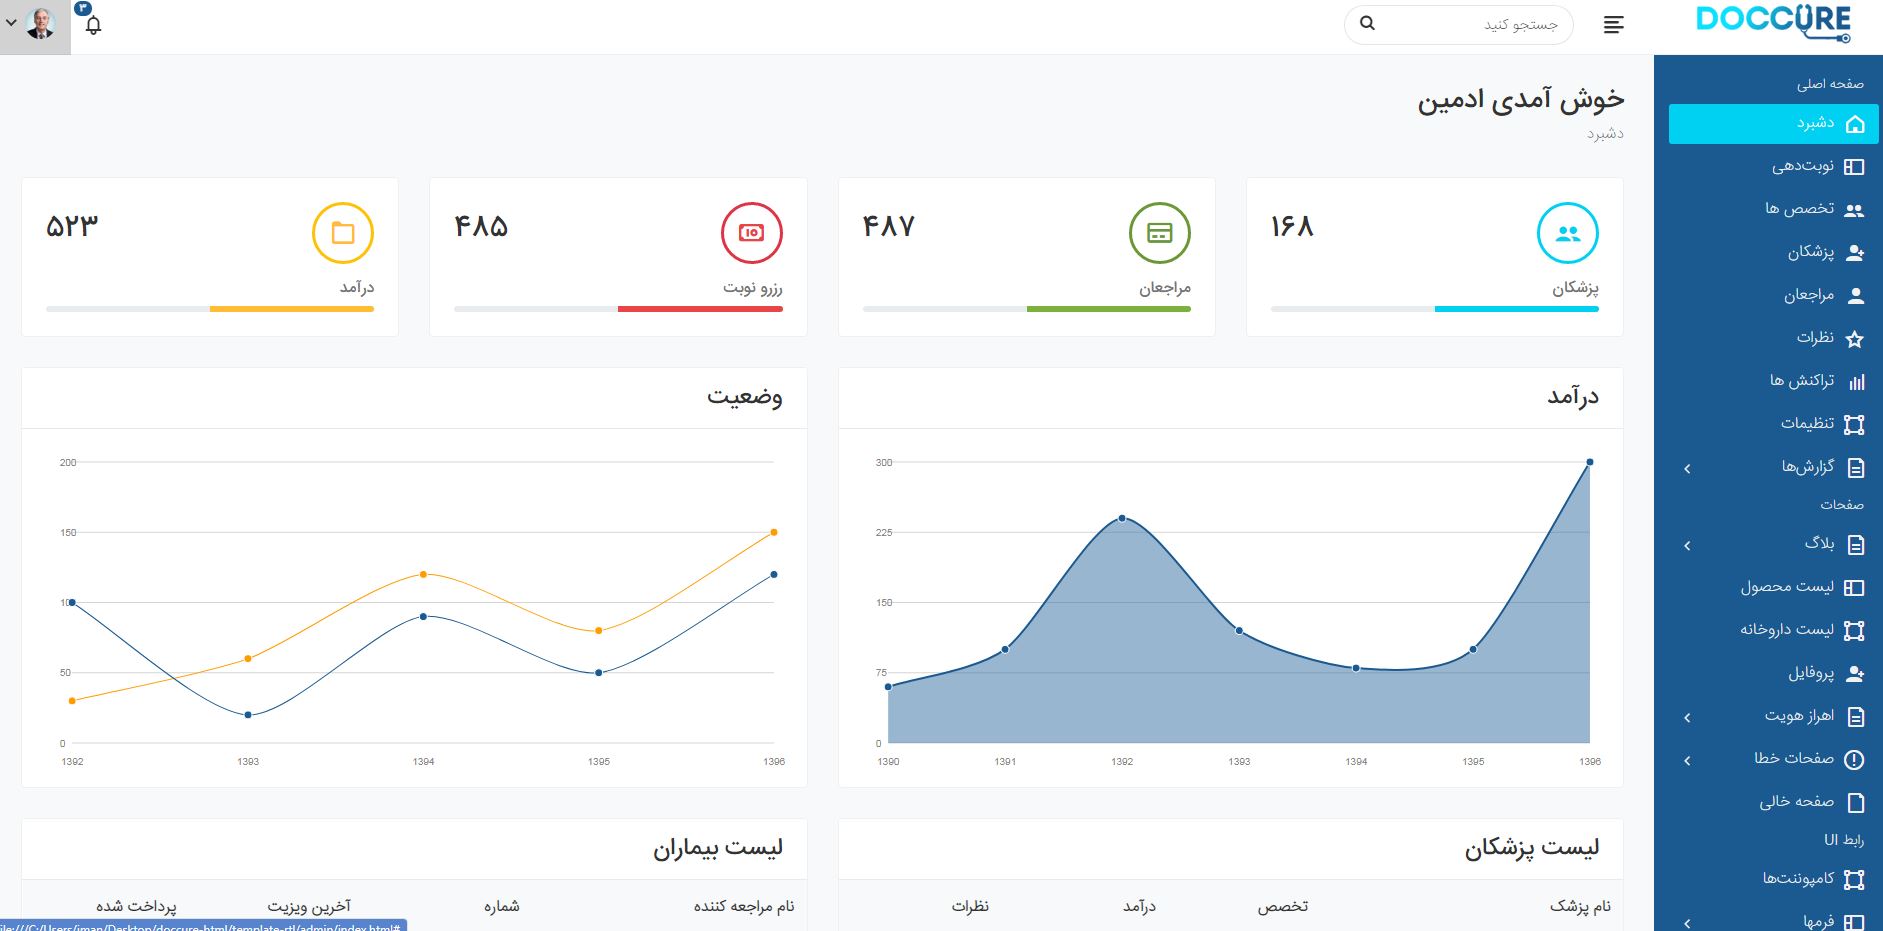 DOCCURE
جستجو کنید
۳
صفحه اصلی
دشبرد
نوبت‌دهی
تخصص ها
پزشکان
مراجعان
نظرات
تراکنش ها
تنظیمات
گزارش‌ها
صفحات
بلاگ
لیست محصول
لیست داروخانه
پروفایل
اهراز هویت
صفحات خطا
صفحه خالی
رابط UI
کامپوننت‌ها
فرمها
خوش آمدی ادمین
دشبرد
۱۶۸
پزشکان
۴۸۷
مراجعان
۴۸۵
رزرو نوبت
۵۲۳
درآمد
درآمد
300
225
150
75
0
1390 1391 1392 1393 1394 1395 1396
وضعیت
200
150
100
50
0
1392 1393 1394 1395 1396
لیست پزشکان
نام پزشک تخصص درآمد نظرات
لیست بیماران
نام مراجعه کننده شماره آخرین ویزیت پرداخت شده
ile:///C:/Users/iman/Desktop/doccure-html/template-rtl/admin/index.html#